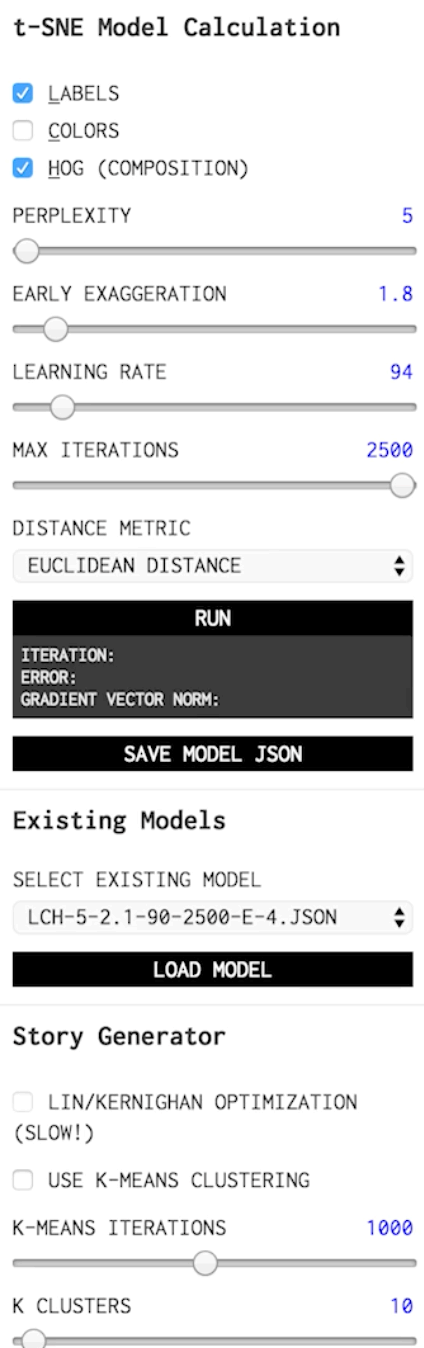 t-SNE Model Calculation
LABELS
COLORS
HOG (COMPOSITION)
PERPLEXITY 5
EARLY EXAGGERATION 1.8
LEARNING RATE 94
MAX ITERATIONS 2500
DISTANCE METRIC
EUCLIDEAN DISTANCE
RUN
ITERATION:
ERROR:
GRADIENT VECTOR NORM:
SAVE MODEL JSON
Existing Models
SELECT EXISTING MODEL
LCH-5-2.1-90-2500-E-4.JSON
LOAD MODEL
Story Generator
LIN/KERNIGHAN OPTIMIZATION
(SLOW!)
USE K-MEANS CLUSTERING
K-MEANS ITERATIONS 1000
K CLUSTERS 10